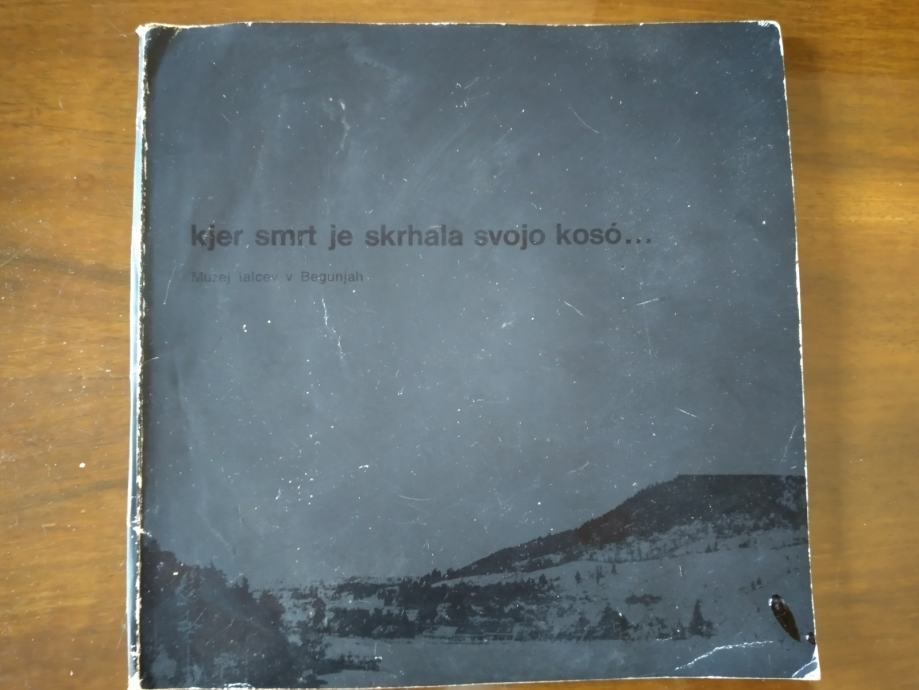 kjer smrt je skrhala svojo kosó...
Muzej talcev v Begunjah